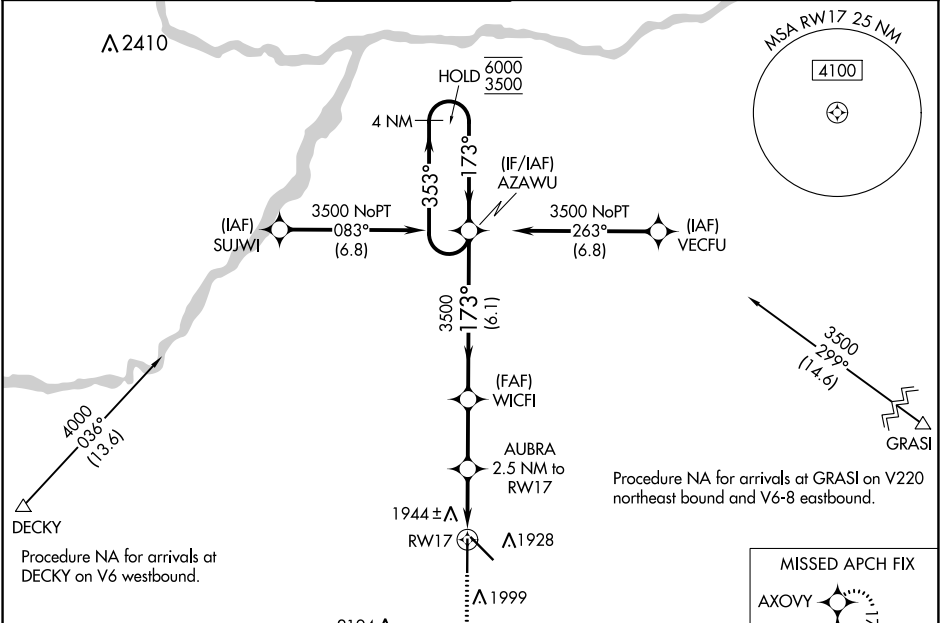 2410
MSA RW17 25 NM
4100
HOLD 6000
3500
4 NM
353°
173°
(IF/IAF)
AZAWU
(IAF)
SUJWI
3500 NoPT
083°
(6.8)
3500 NoPT
263°
(6.8)
(IAF)
VECFU
3500
173°
(6.1)
3500
299°
(14.6)
GRASI
(FAF)
WICFI
4000
036°
(13.6)
DECKY
AUBRA
2.5 NM to
RW17
Procedure NA for arrivals at GRASI on V220
northeast bound and V6-8 eastbound.
1944±
RW17
1928
Procedure NA for arrivals at
DECKY on V6 westbound.
1999
MISSED APCH FIX
AXOVY